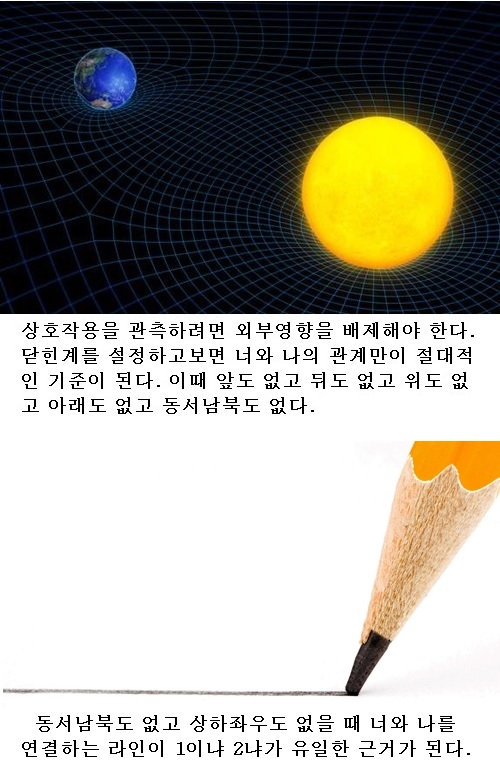 상호작용을 관측하려면 외부영향을 배제해야 한다.
닫힌계를 설정하고보면 너와 나의 관계만이 절대적
인 기준이 된다. 이때 앞도 없고 뒤도 없고 위도 없
고 아래도 없고 동서남북도 없다.
동서남북도 없고 상하좌우도 없을 때 너와 나를
연결하는 라인이 1이냐 2냐가 유일한 근거가 된다.